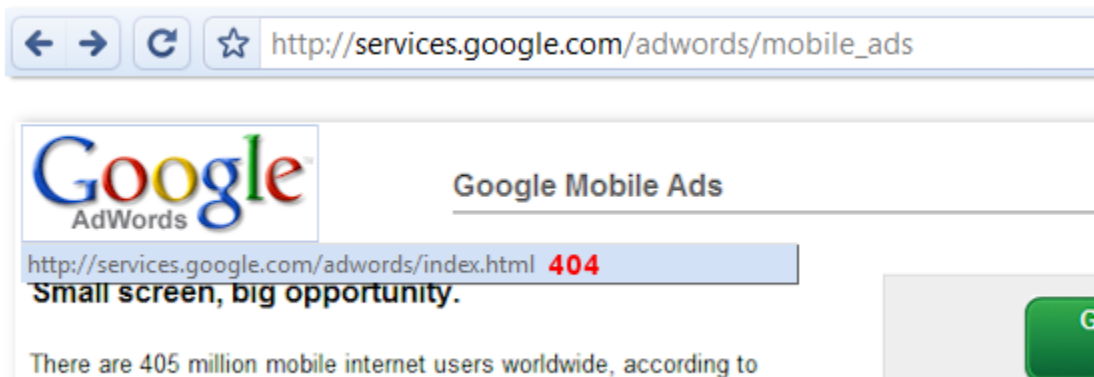 http://services.google.com/adwords/mobile_ads
Google™
AdWords
Google Mobile Ads
http://services.google.com/adwords/index.html 404
Small screen, big opportunity.
G
There are 405 million mobile internet users worldwide, according to